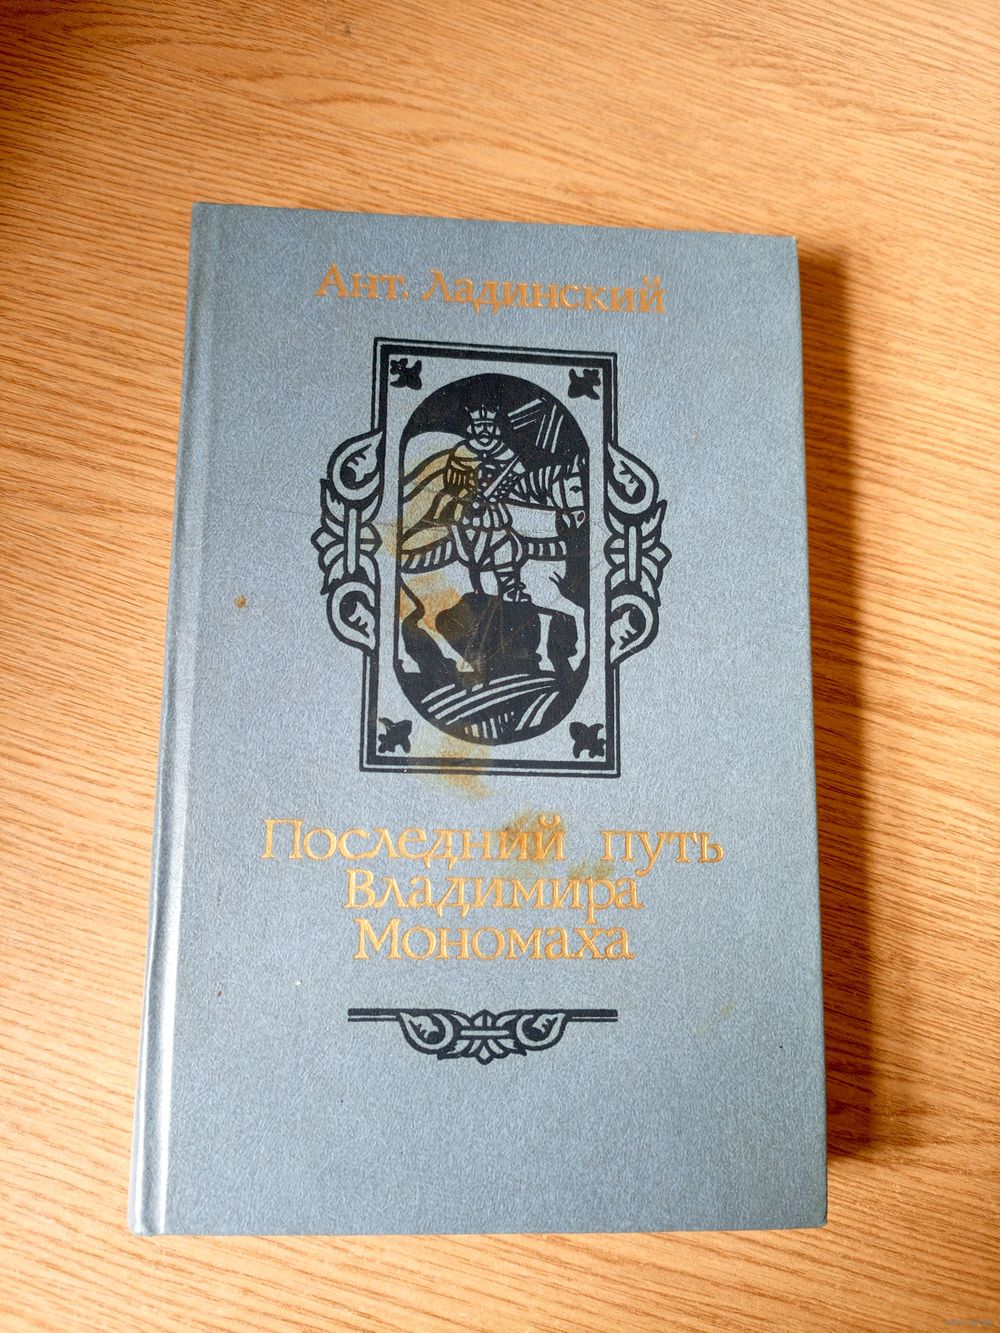 Ант. Ладинский
Последний путь
Владимира
Мономаха